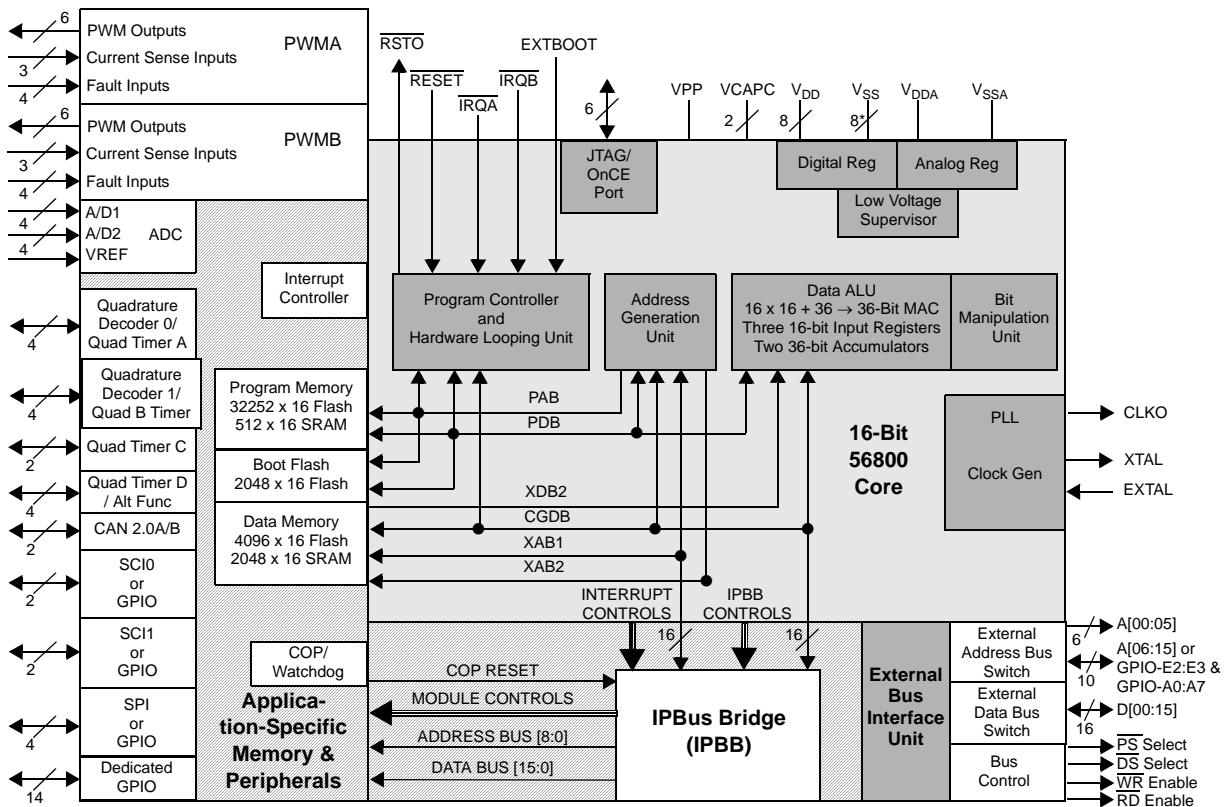 6
PWM Outputs
PWMA
3
Current Sense Inputs
4
Fault Inputs
6
PWM Outputs
PWMB
3
Current Sense Inputs
4
Fault Inputs
4
A/D1
4
A/D2
ADC
4
VREF
RSTO
EXTBOOT
RESET
IRQB
IRQA
6
VPP
VCAPC
VDD
VSS
VDDA
VSSA
2
8
8*
JTAG/
OnCE
Port
Digital Reg
Analog Reg
Low Voltage
Supervisor
Interrupt
Controller
Program Controller
and
Hardware Looping Unit
Address
Generation
Unit
Data ALU
16 x 16 + 36 → 36-Bit MAC
Three 16-bit Input Registers
Two 36-bit Accumulators
Bit
Manipulation
Unit
Quadrature
Decoder 0/
Quad Timer A
4
Quadrature
Decoder 1/
Quad B Timer
4
Quad Timer C
2
Quad Timer D
/ Alt Func
4
CAN 2.0A/B
2
SCI0
or
GPIO
2
SCI1
or
GPIO
2
SPI
or
GPIO
4
Dedicated
GPIO
14
Program Memory
32252 x 16 Flash
512 x 16 SRAM
Boot Flash
2048 x 16 Flash
Data Memory
4096 x 16 Flash
2048 x 16 SRAM
PAB
PDB
XDB2
CGDB
XAB1
XAB2
16-Bit
56800
Core
PLL
Clock Gen
CLKO
XTAL
EXTAL
INTERRUPT
CONTROLS
IPBB
CONTROLS
16
16
COP/
Watchdog
COP RESET
MODULE CONTROLS
ADDRESS BUS [8:0]
DATA BUS [15:0]
Applica-
tion-Specific
Memory &
Peripherals
IPBus Bridge
(IPBB)
External
Bus
Interface
Unit
External
Address Bus
Switch
External
Data Bus
Switch
Bus
Control
6
A[00:05]
10
A[06:15] or
GPIO-E2:E3 &
GPIO-A0:A7
16
D[00:15]
PS Select
DS Select
WR Enable
RD Enable